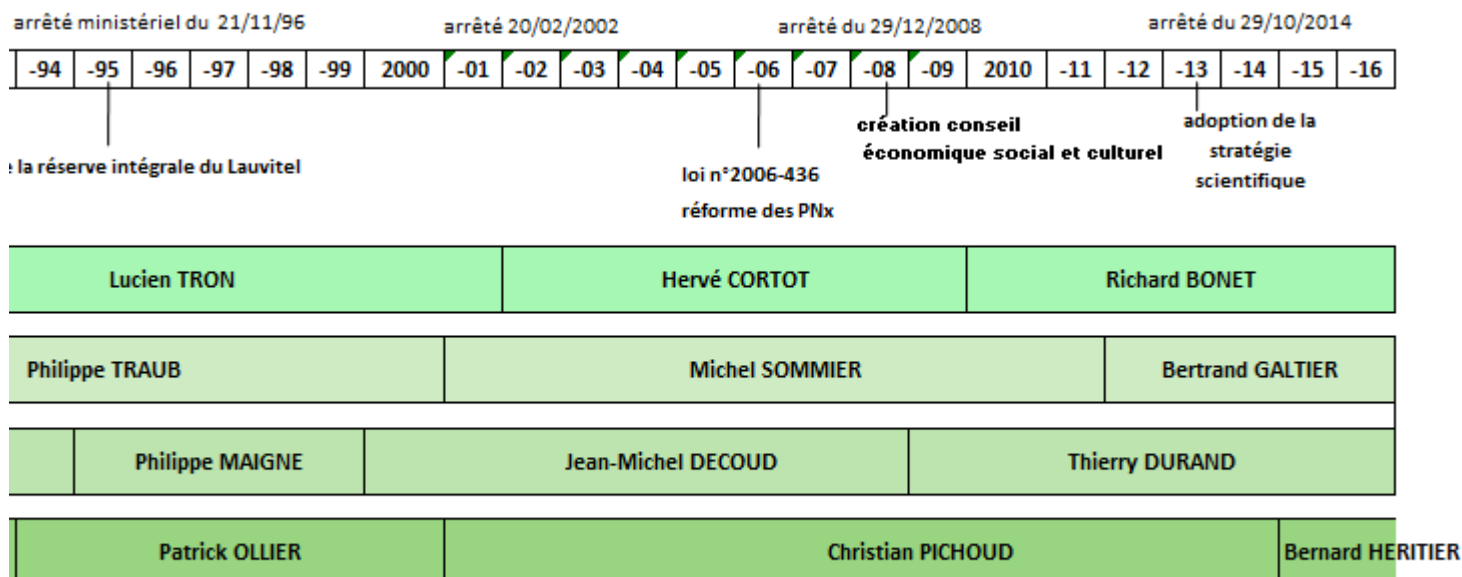 arrêté ministériel du 21/11/96 arrêté 20/02/2002 arrêté du 29/12/2008 arrêté du 29/10/2014
-94 -95 -96 -97 -98 -99 2000 -01 -02 -03 -04 -05 -06 -07 -08 -09 2010 -11 -12 -13 -14 -15 -16
la réserve intégrale du Lauvitel
loi n°2006-436
réforme des PNx
création conseil
économique social et culturel
adoption de la
stratégie
scientifique
Lucien TRON Hervé CORTOT Richard BONET
Philippe TRAUB Michel SOMMIER Bertrand GALTIER
Philippe MAIGNE Jean-Michel DECOUD Thierry DURAND
Patrick OLLIER Christian PICHOUD Bernard HERITIER